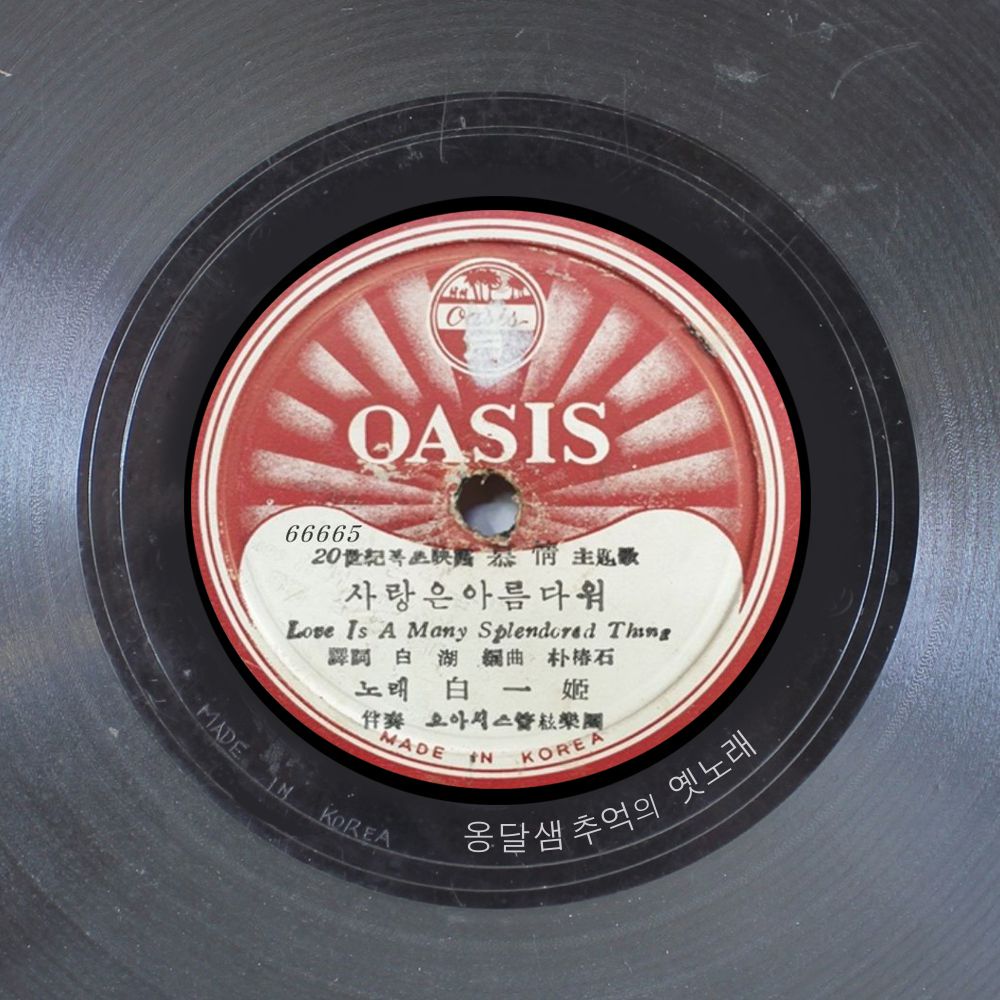 Oasis
OASIS
66665
20世紀폭스映畵 慕情 主題歌
사랑은아름다워
Love Is A Many Splendored Thing
譯詞 白湖 編曲 朴椿石
노래 白一姬
伴奏 오아시스管絃樂團
MADE IN KOREA
MADE IN KOREA
옹달샘 추억의 옛노래